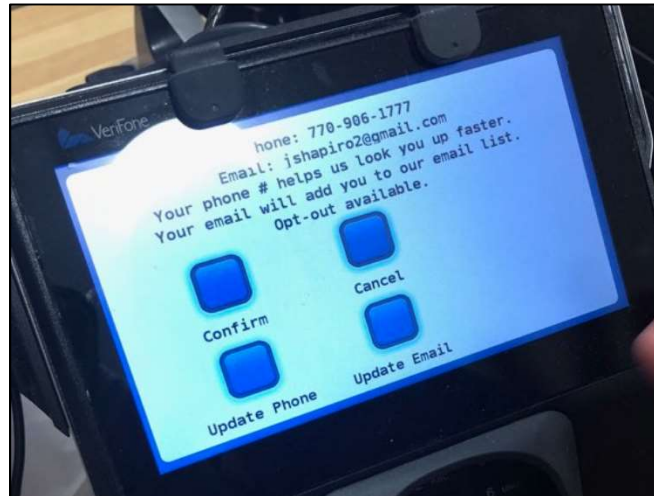 VeriFone
hone: 770-906-1777
Email: jshapiro2@gmail.com
Your phone # helps us look you up faster.
Your email will add you to our email list.
Opt-out available.
Confirm
Cancel
Update Phone
Update Email